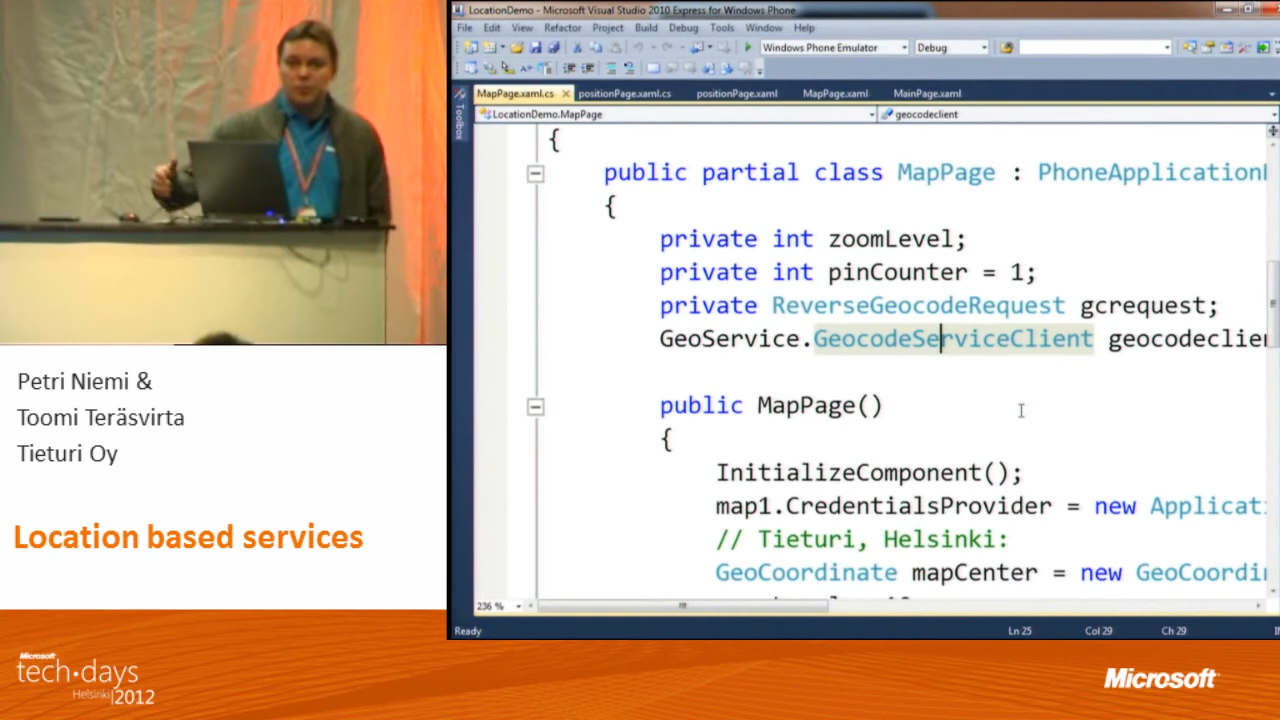 LocationDemo - Microsoft Visual Studio 2010 Express for Windows Phone
File Edit View Refactor Project Build Debug Data Tools Window Help
Windows Phone Emulator Debug
MapPage.xaml.cs positionPage.xaml.cs positionPage.xaml MapPage.xaml MainPage.xaml
Toolbox
LocationDemo.MapPage geocodeclient
{
public partial class MapPage : PhoneApplication
{
private int zoomLevel;
private int pinCounter = 1;
private ReverseGeocodeRequest gcrequest;
GeoService.GeocodeServiceClient geocodeclien
public MapPage()
{
InitializeComponent();
map1.CredentialsProvider = new Applicati
// Tieturi, Helsinki:
GeoCoordinate mapCenter = new GeoCoordi
236 %
Ready Ln 25 Col 29 Ch 29
Petri Niemi &
Toomi Teräsvirta
Tieturi Oy
Location based services
Microsoft
tech·days
Helsinki 2012
Microsoft